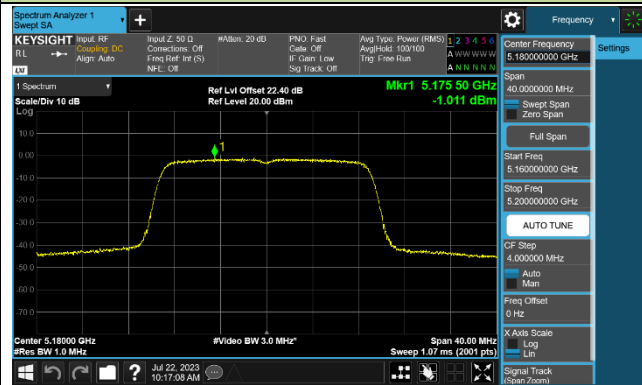 Spectrum Analyzer 1
Swept SA
Frequency
KEYSIGHT
RL
LXI
Input: RF
Coupling: DC
Align: Auto
Input Z: 50 Ω
Corrections: Off
Freq Ref: Int (S)
NFE: Off
#Atten: 20 dB
PNO: Fast
Gate: Off
IF Gain: Low
Sig Track: Off
Avg Type: Power (RMS)
Avg|Hold: 100/100
Trig: Free Run
1 2 3 4 5 6
A W W W W W
A N N N N N
1 Spectrum
Scale/Div 10 dB
Log
Ref Lvl Offset 22.40 dB
Ref Level 20.00 dBm
Mkr1 5.175 50 GHz
-1.011 dBm
1
10.0
0.00
-10.0
-20.0
-30.0
-40.0
-50.0
-60.0
-70.0
Center 5.18000 GHz
#Res BW 1.0 MHz
#Video BW 3.0 MHz*
Span 40.00 MHz
Sweep 1.07 ms (2001 pts)
Center Frequency
5.180000000 GHz
Span
40.0000000 MHz
Swept Span
Zero Span
Full Span
Start Freq
5.160000000 GHz
Stop Freq
5.200000000 GHz
AUTO TUNE
CF Step
4.000000 MHz
Auto
Man
Freq Offset
0 Hz
X Axis Scale
Log
Lin
Signal Track
(Span Zoom)
Settings
?
Jul 22, 2023
10:17:08 AM